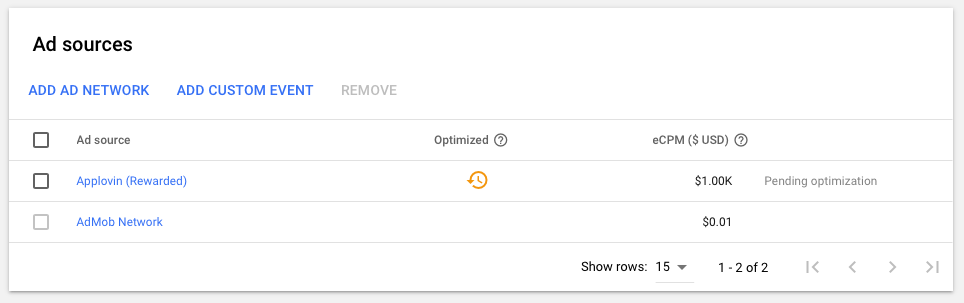 Ad sources
ADD AD NETWORK ADD CUSTOM EVENT REMOVE
Ad source Optimized eCPM ($ USD)
Applovin (Rewarded) $1.00K Pending optimization
AdMob Network $0.01
Show rows: 15 1 - 2 of 2